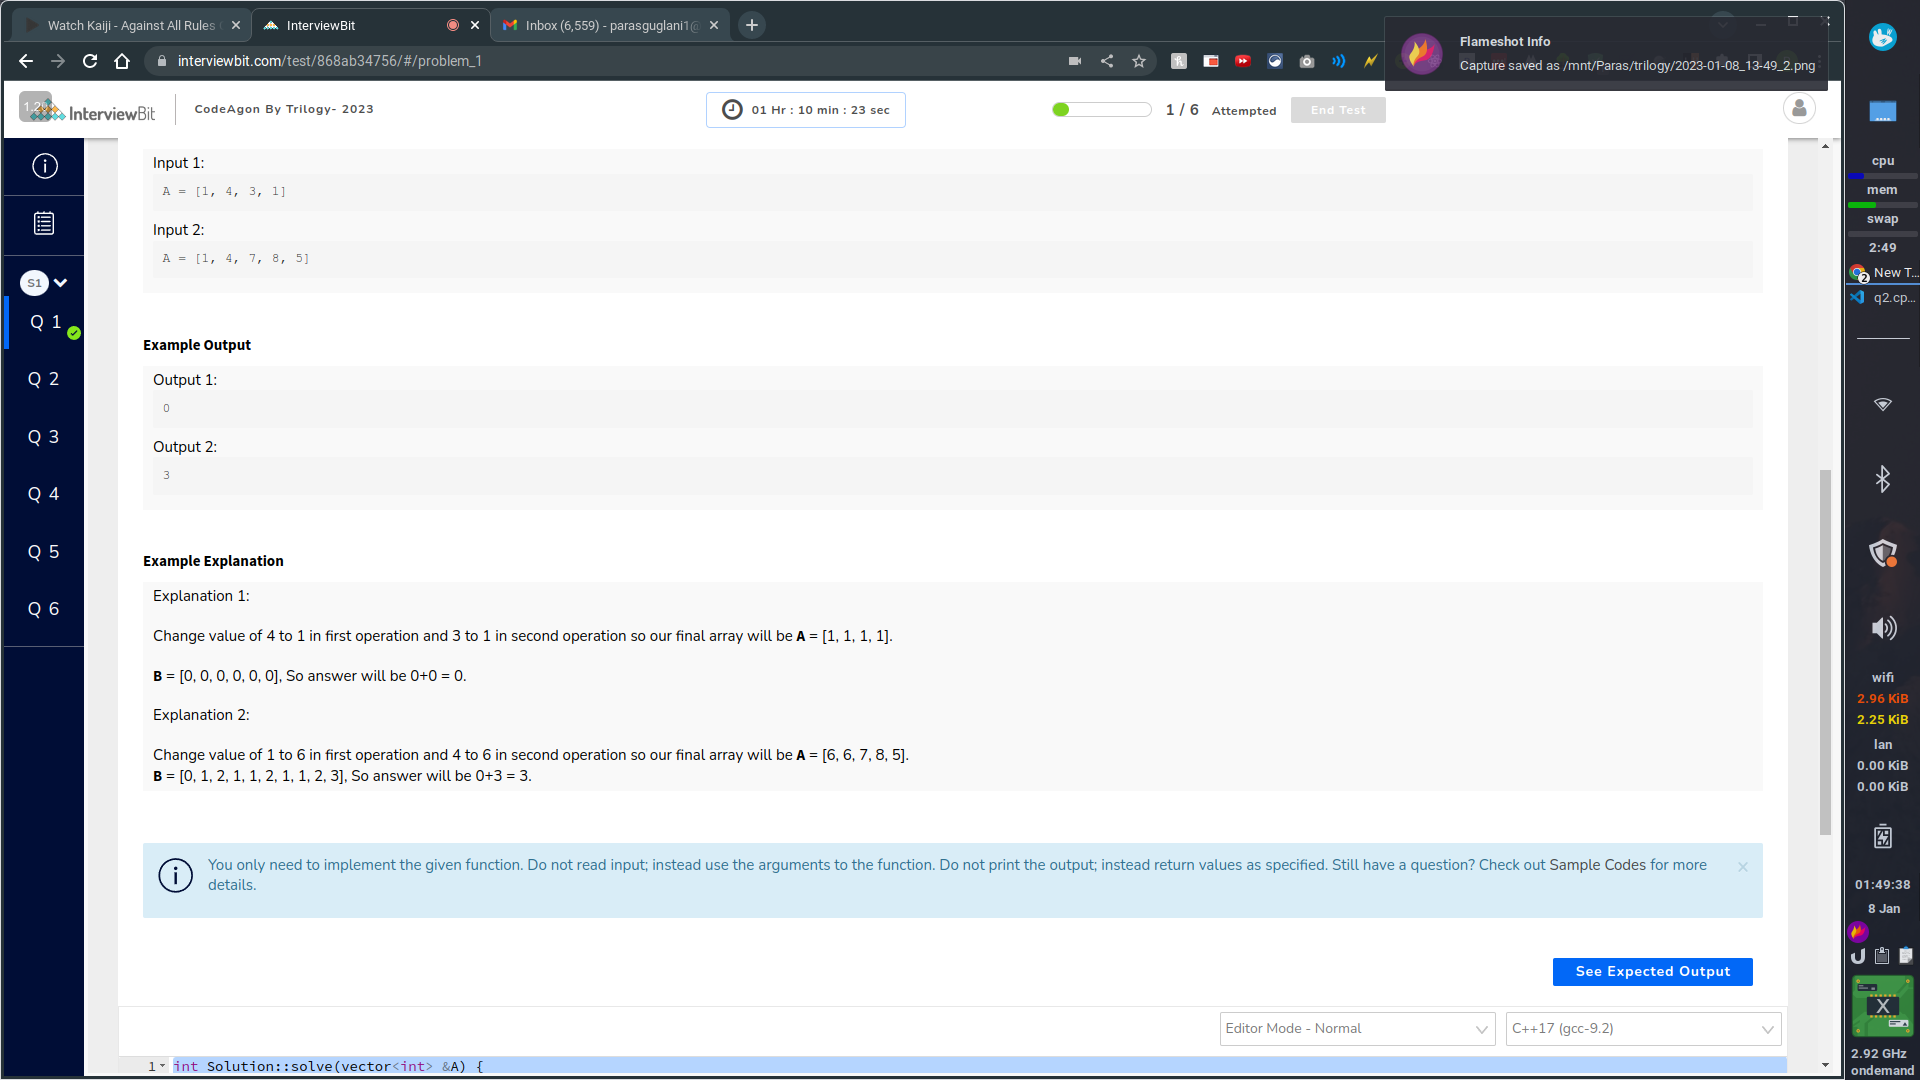 Watch Kaiji - Against All Rules
InterviewBit
Inbox (6,559) - parasguglani1@
interviewbit.com/test/868ab34756/#/problem_1
Flameshot Info
Capture saved as /mnt/Paras/trilogy/2023-01-08_13-49_2.png
InterviewBit
CodeAgon By Trilogy- 2023
01 Hr : 10 min : 23 sec
1 / 6 Attempted
End Test
S1
Q 1
Q 2
Q 3
Q 4
Q 5
Q 6
Input 1:
A = [1, 4, 3, 1]
Input 2:
A = [1, 4, 7, 8, 5]
Example Output
Output 1:
0
Output 2:
3
Example Explanation
Explanation 1:
Change value of 4 to 1 in first operation and 3 to 1 in second operation so our final array will be A = [1, 1, 1, 1].
B = [0, 0, 0, 0, 0, 0], So answer will be 0+0 = 0.
Explanation 2:
Change value of 1 to 6 in first operation and 4 to 6 in second operation so our final array will be A = [6, 6, 7, 8, 5].
B = [0, 1, 2, 1, 1, 2, 1, 1, 2, 3], So answer will be 0+3 = 3.
You only need to implement the given function. Do not read input; instead use the arguments to the function. Do not print the output; instead return values as specified. Still have a question? Check out Sample Codes for more
details.
See Expected Output
Editor Mode - Normal
C++17 (gcc-9.2)
1 int Solution::solve(vector<int> &A) {
cpu
mem
swap
2:49
2
New T...
q2.cp...
wifi
2.96 KiB
2.25 KiB
lan
0.00 KiB
0.00 KiB
01:49:38
8 Jan
X
2.92 GHz
ondemand